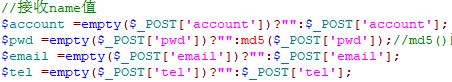 //接收name值
$account =empty($_POST['account'])?"":$_POST['account'];
$pwd =empty($_POST['pwd'])?"":md5($_POST['pwd']);//md5()
$email =empty($_POST['email'])?"":$_POST['email'];
$tel =empty($_POST['tel'])?"":$_POST['tel'];